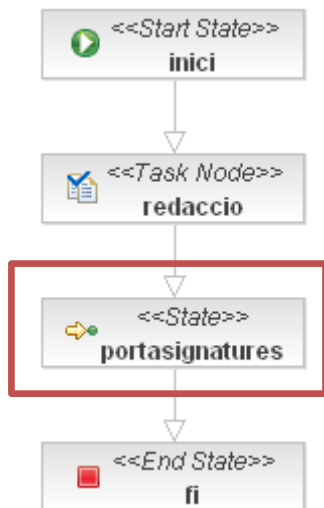 <<Start State>>
inici
<<Task Node>>
redaccio
<<State>>
portasignatures
<<End State>>
fi